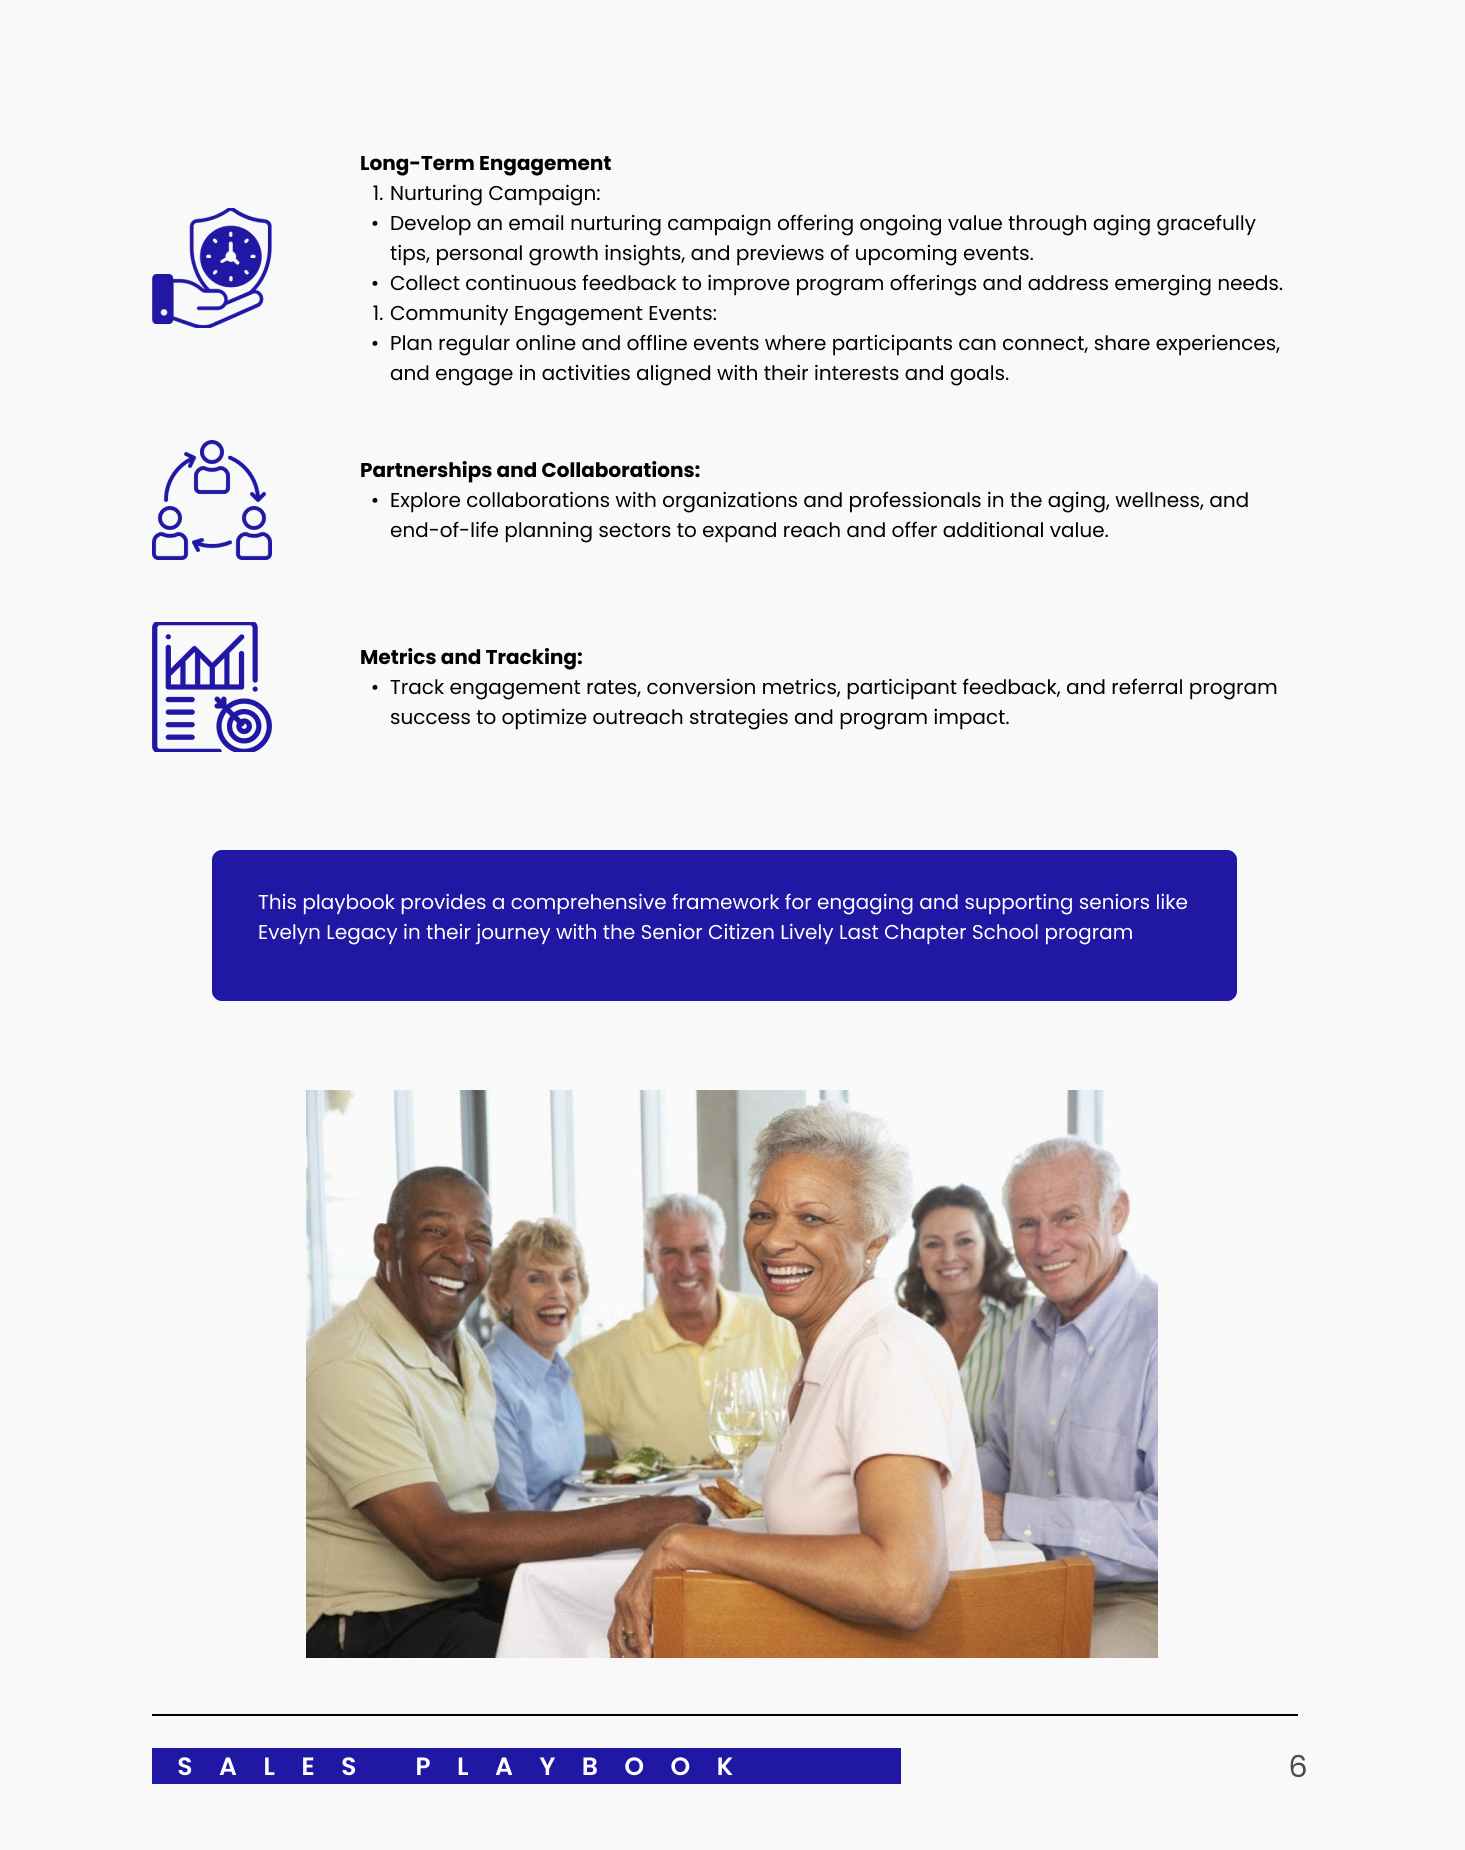 Long-Term Engagement
1. Nurturing Campaign:
• Develop an email nurturing campaign offering ongoing value through aging gracefully
tips, personal growth insights, and previews of upcoming events.
• Collect continuous feedback to improve program offerings and address emerging needs.
1. Community Engagement Events:
• Plan regular online and offline events where participants can connect, share experiences,
and engage in activities aligned with their interests and goals.
Partnerships and Collaborations:
• Explore collaborations with organizations and professionals in the aging, wellness, and
end-of-life planning sectors to expand reach and offer additional value.
Metrics and Tracking:
• Track engagement rates, conversion metrics, participant feedback, and referral program
success to optimize outreach strategies and program impact.
This playbook provides a comprehensive framework for engaging and supporting seniors like
Evelyn Legacy in their journey with the Senior Citizen Lively Last Chapter School program
SALES PLAYBOOK
6